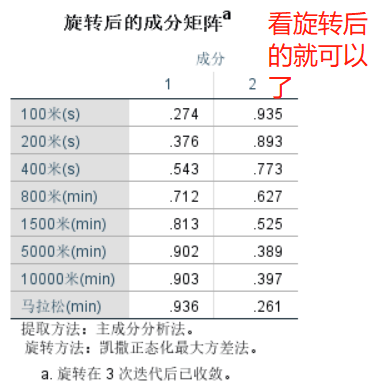 旋转后的成分矩阵a
看旋转后
的就可以
了
成分
1 2
100米(s) .274 .935
200米(s) .376 .893
400米(s) .543 .773
800米(min) .712 .627
1500米(min) .813 .525
5000米(min) .902 .389
10000米(min) .903 .397
马拉松(min) .936 .261
提取方法：主成分分析法。
旋转方法：凯撒正态化最大方差法。
a. 旋转在 3 次迭代后已收敛。